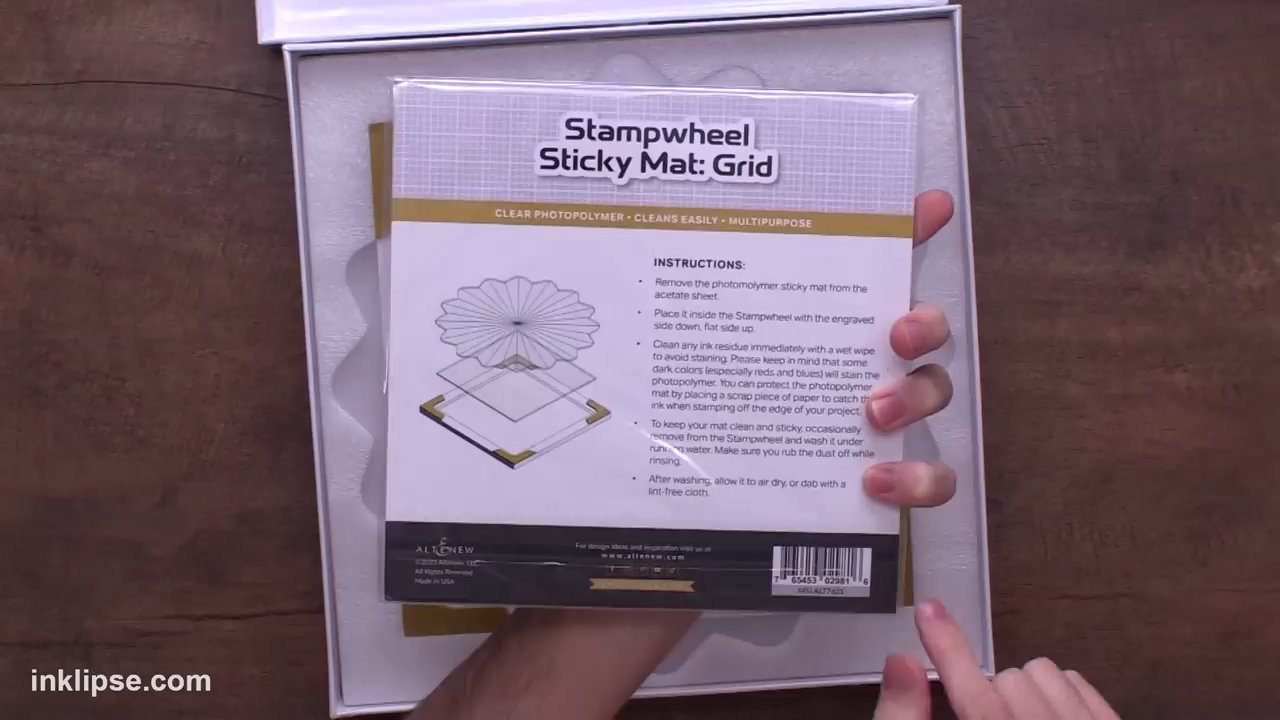 Stampwheel
Sticky Mat: Grid
CLEAR PHOTOPOLYMER • CLEANS EASILY • MULTIPURPOSE
INSTRUCTIONS:
• Remove the photomolymer sticky mat from the
acetate sheet.
• Place it inside the Stampwheel with the engraved
side down, flat side up.
• Clean any ink residue immediately with a wet wipe
to avoid staining. Please keep in mind that some
dark colors (especially reds and blues) will stain the
photopolymer. You can protect the photopolymer
mat by placing a scrap piece of paper to catch
ink when stamping off the edge of your project.
• To keep your mat clean and sticky, occasionally
remove from the Stampwheel and wash it under
running water. Make sure you rub the dust off while
rinsing.
• After washing, allow it to air dry, or dab with a
lint-free cloth.
ALTENEW
Altenew, LLC
All Rights Reserved
Made in USA
For design ideas and inspiration visit us at
www.altenew.com
7 65453 02981 6
inklipse.com